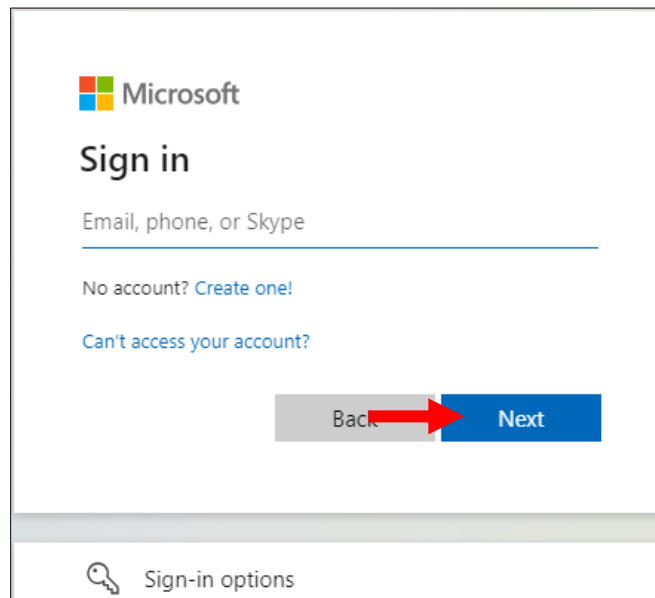 Microsoft
Sign in
Email, phone, or Skype
No account? Create one!
Can't access your account?
Back Next
Sign-in options